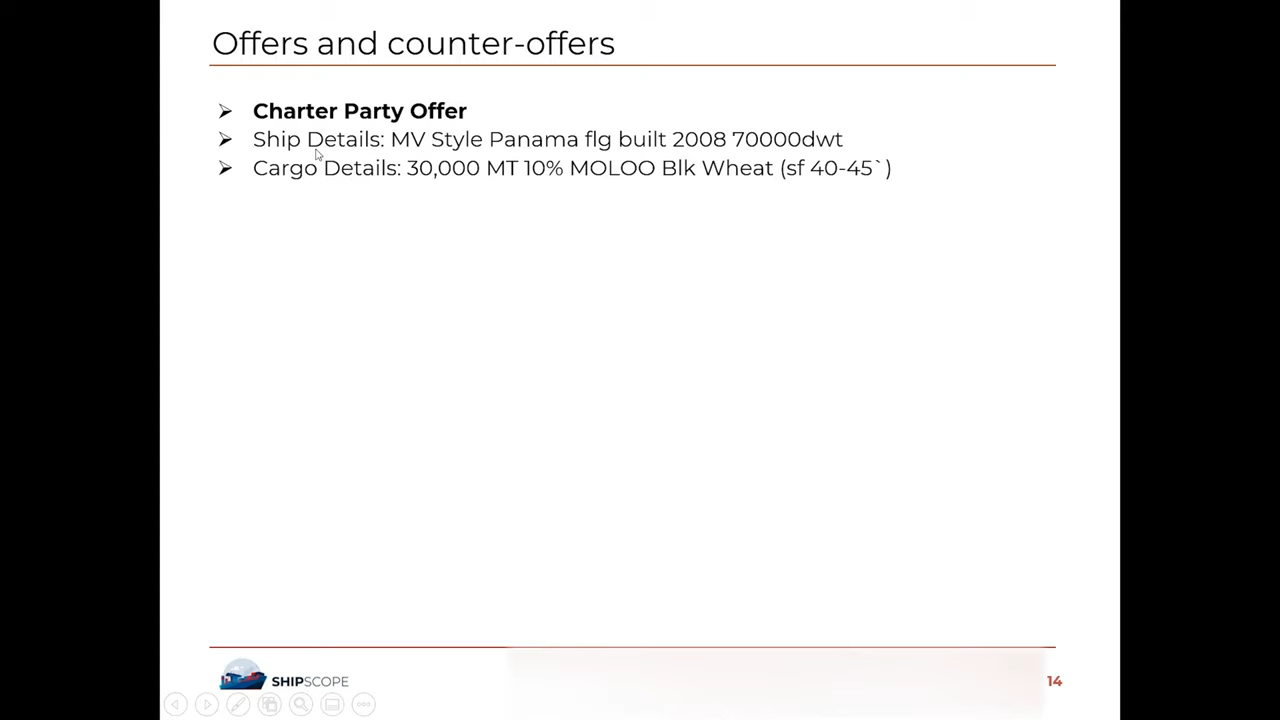 Offers and counter-offers
Charter Party Offer
Ship Details: MV Style Panama flg built 2008 70000dwt
Cargo Details: 30,000 MT 10% MOLOO Blk Wheat (sf 40-45`)
SHIPSCOPE
14